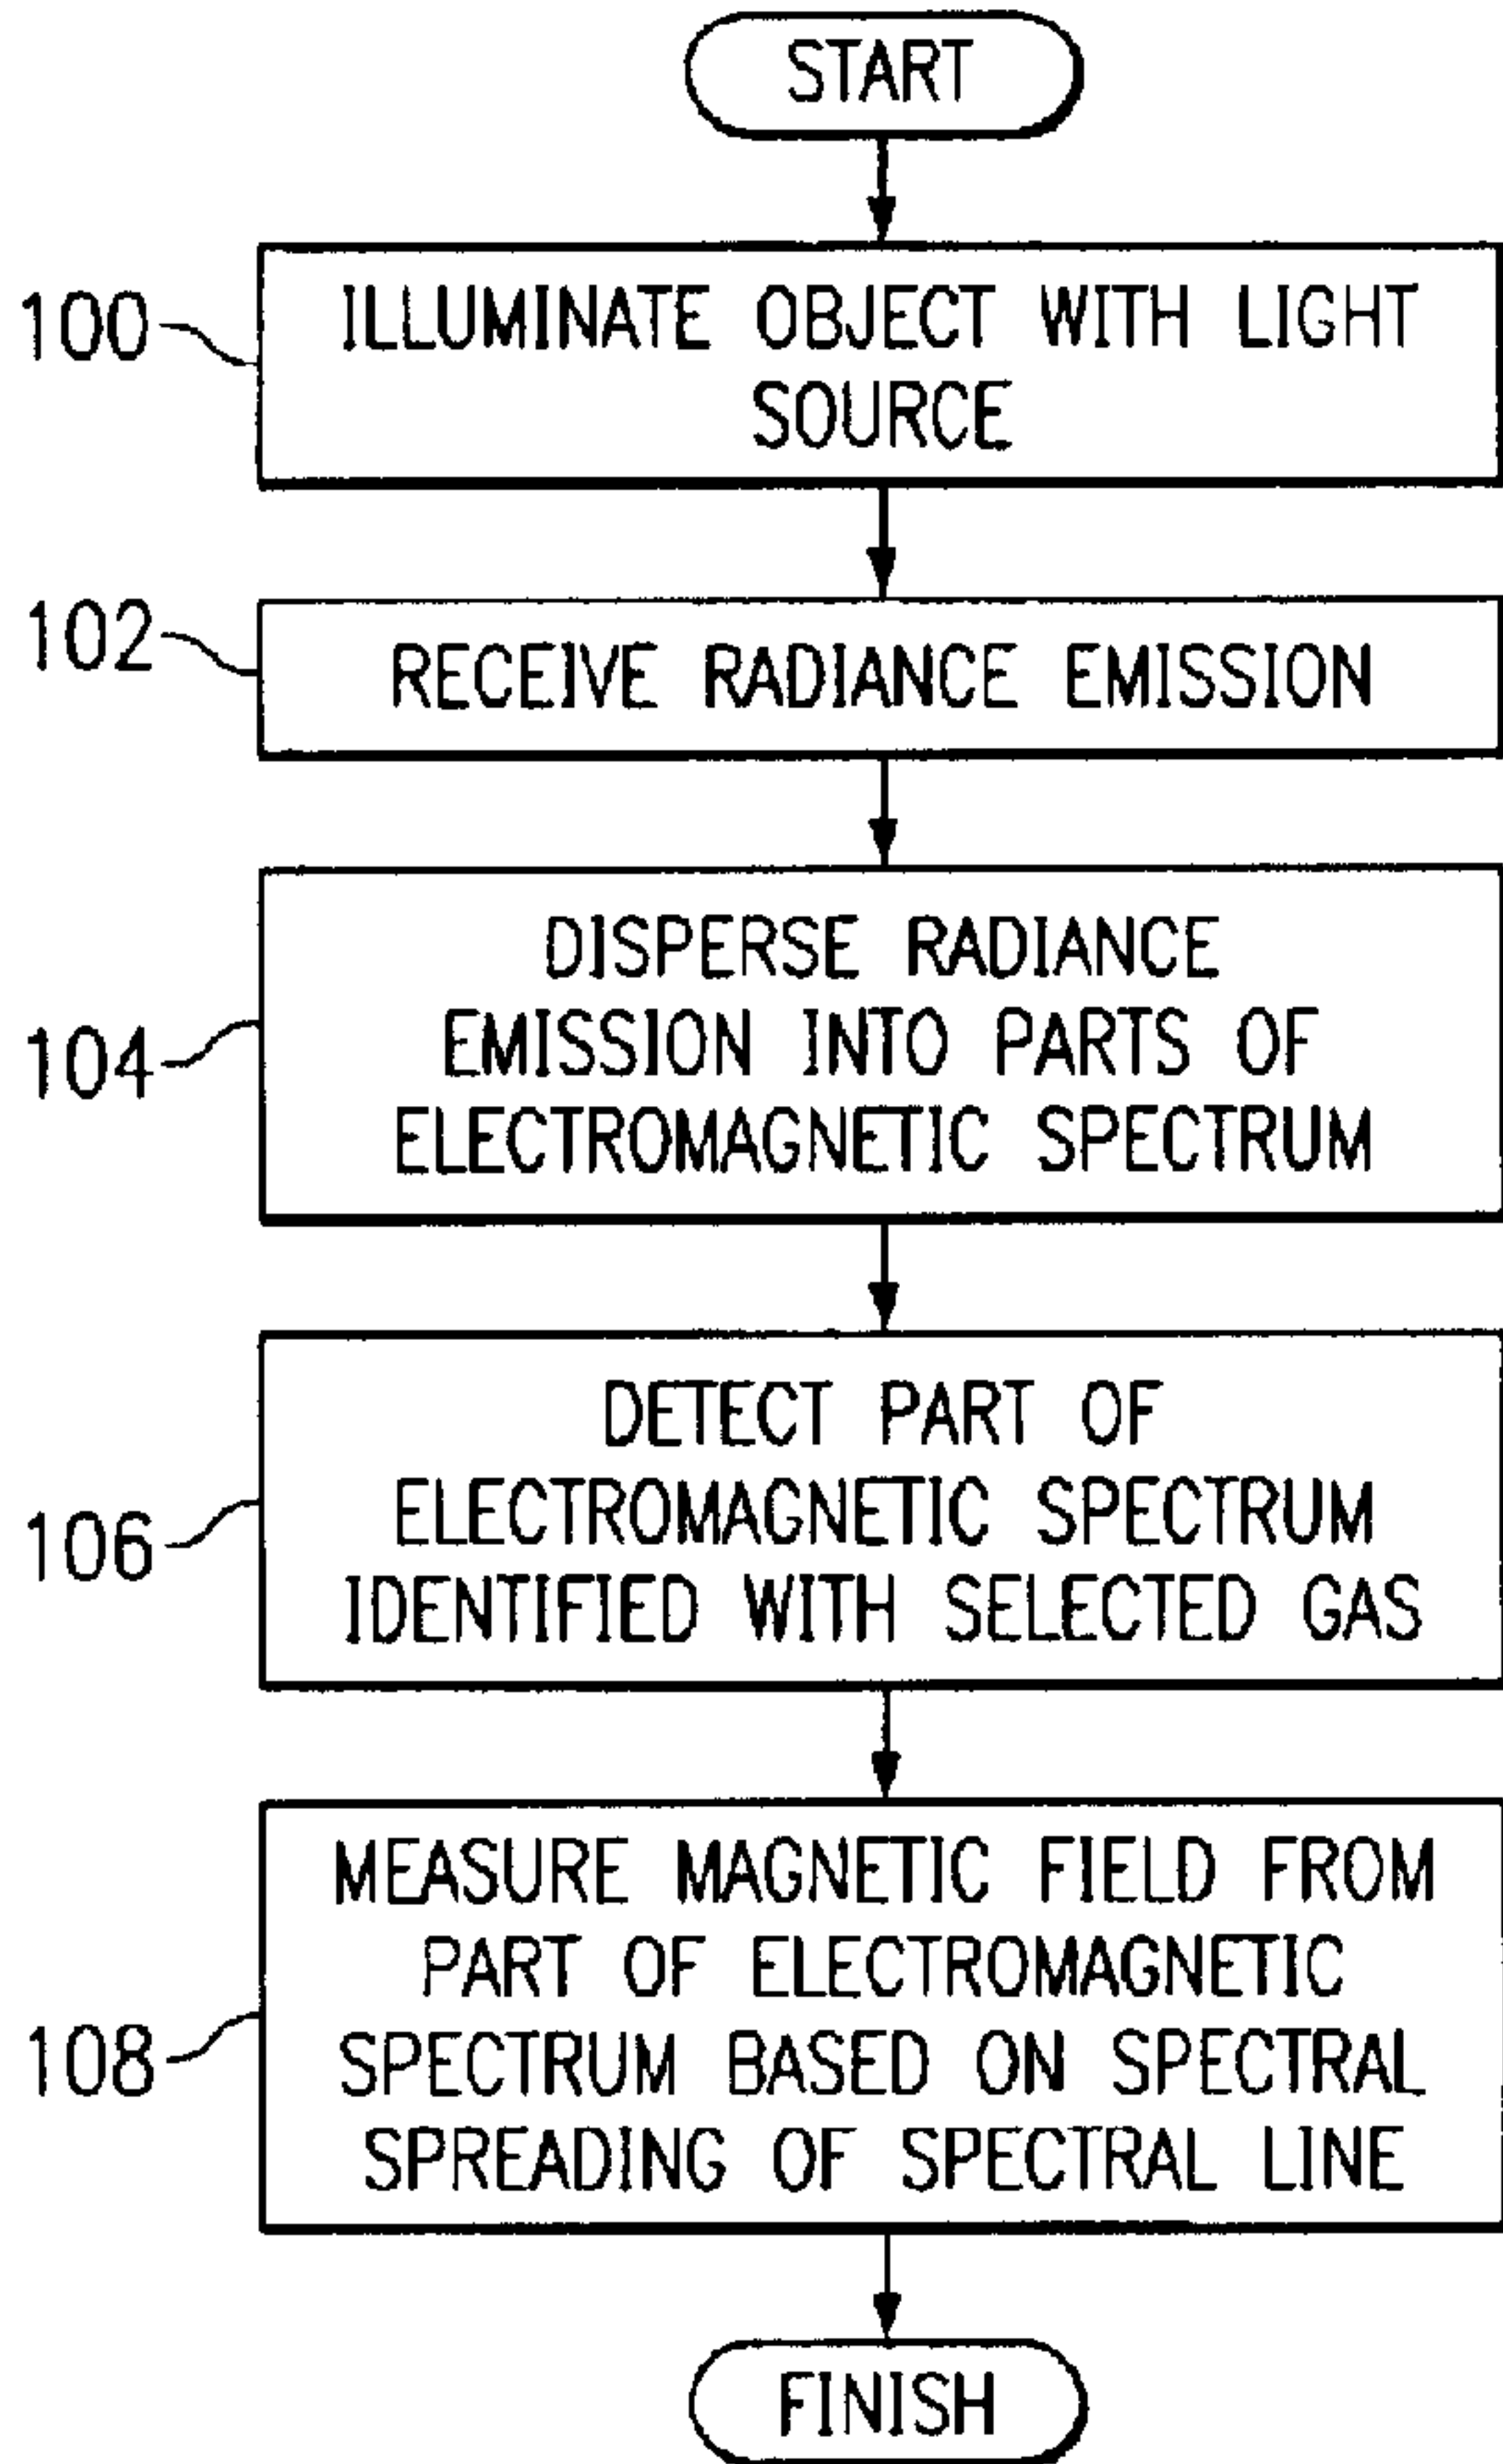 START
100
ILLUMINATE OBJECT WITH LIGHT
SOURCE
102
RECEIVE RADIANCE EMISSION
104
DISPERSE RADIANCE
EMISSION INTO PARTS OF
ELECTROMAGNETIC SPECTRUM
106
DETECT PART OF
ELECTROMAGNETIC SPECTRUM
IDENTIFIED WITH SELECTED GAS
108
MEASURE MAGNETIC FIELD FROM
PART OF ELECTROMAGNETIC
SPECTRUM BASED ON SPECTRAL
SPREADING OF SPECTRAL LINE
FINISH